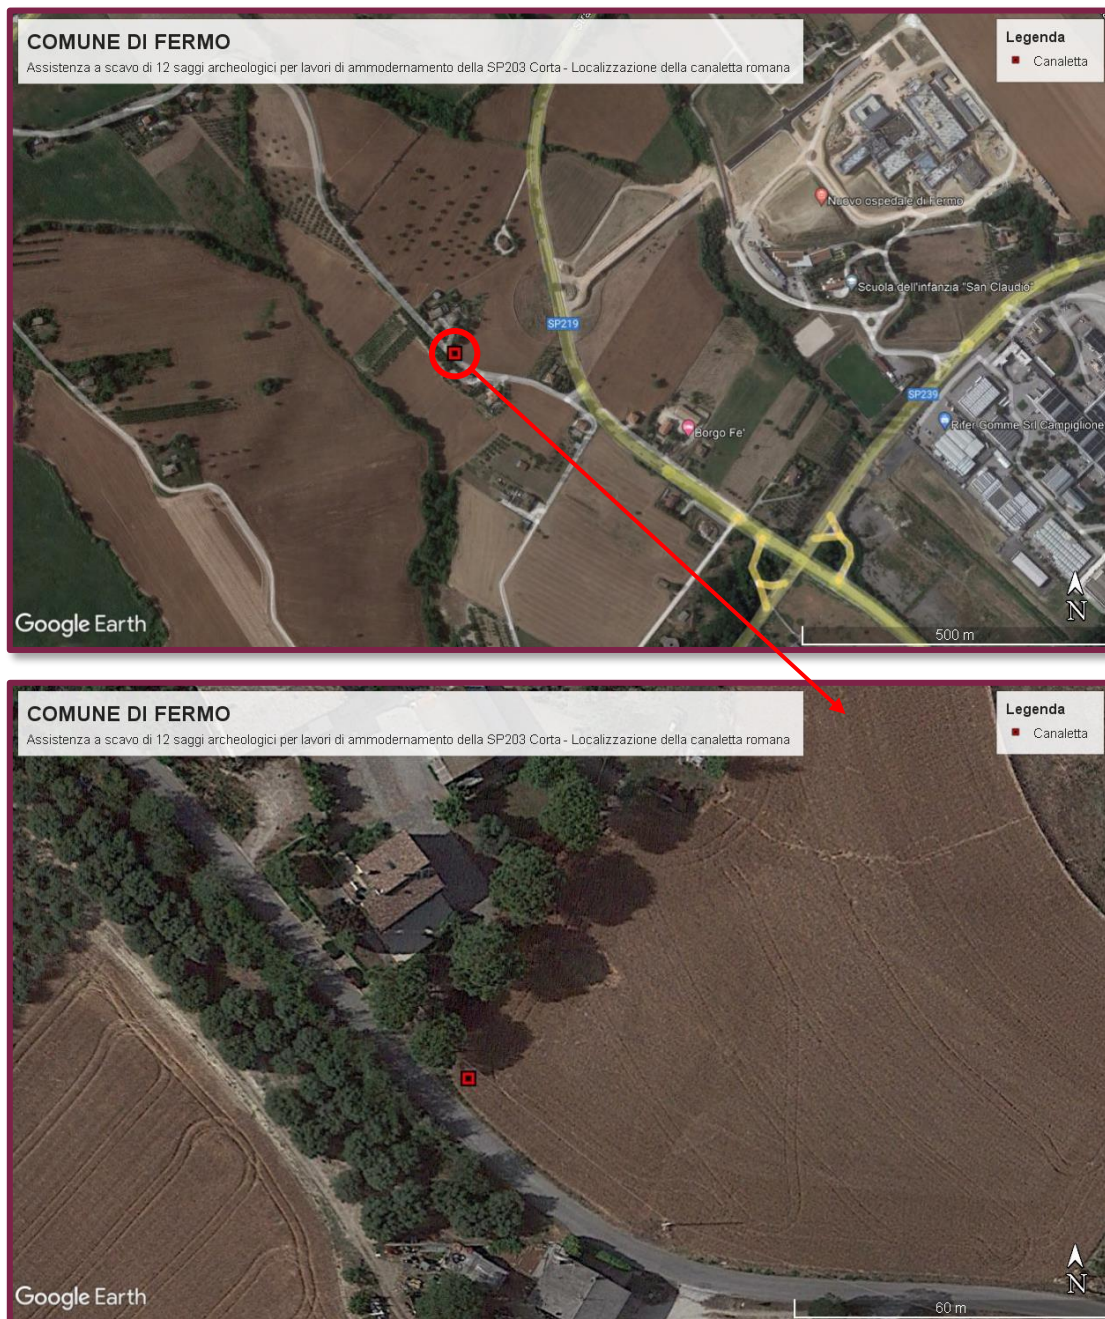 COMUNE DI FERMO
Assistenza a scavo di 12 saggi archeologici per lavori di ammodernamento della SP203 Corta - Localizzazione della canaletta romana
Legenda
Canaletta
Nuovo ospedale di Fermo
Scuola dell'infanzia "San Claudio"
SP219
SP239
Rifer Gomme Srl Campiglione
Borgo Fe'
Google Earth
N
500 m
COMUNE DI FERMO
Assistenza a scavo di 12 saggi archeologici per lavori di ammodernamento della SP203 Corta - Localizzazione della canaletta romana
Legenda
Canaletta
Google Earth
N
60 m